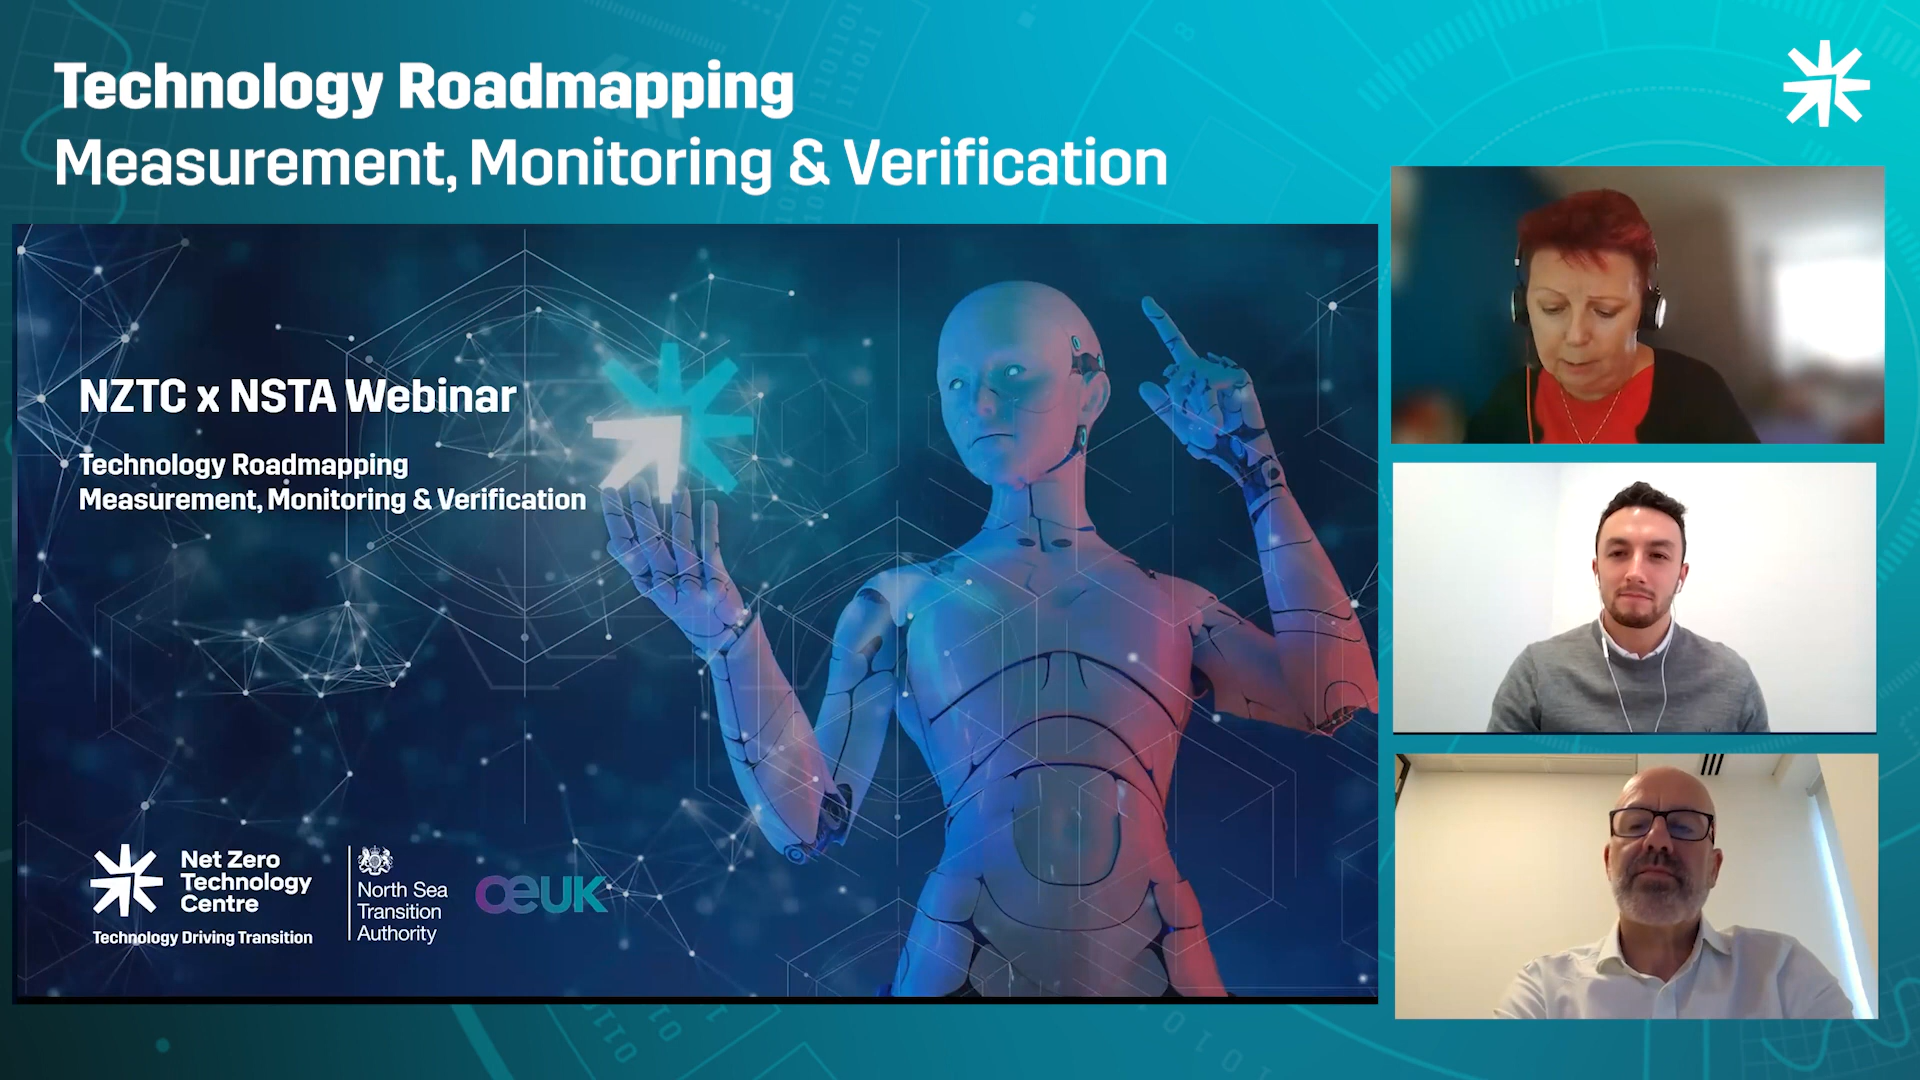 Technology Roadmapping
Measurement, Monitoring & Verification
NZTC x NSTA Webinar
Technology Roadmapping
Measurement, Monitoring & Verification
Net Zero
Technology
Centre
Technology Driving Transition
North Sea
Transition
Authority
OEUK